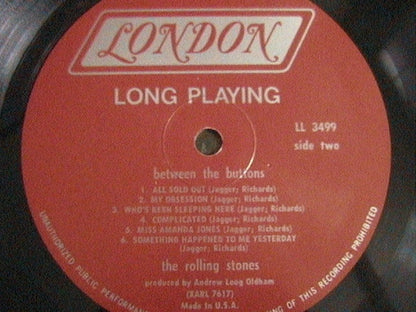 LONDON
LONG PLAYING
LL 3499
side two
between the buttons
1. ALL SOLD OUT (Jagger; Richards)
2. MY OBSESSION (Jagger; Richards)
3. WHO'S BEEN SLEEPING HERE (Jagger; Richards)
4. COMPLICATED (Jagger; Richards)
5. MISS AMANDA JONES (Jagger; Richards)
6. SOMETHING HAPPENED TO ME YESTERDAY
(Jagger; Richards)
the rolling stones
produced by Andrew Loog Oldham
(XARL 7617)
Made in U.S.A.
UNAUTHORIZED PUBLIC PERFORMANCE
OF THIS RECORDING PROHIBITED